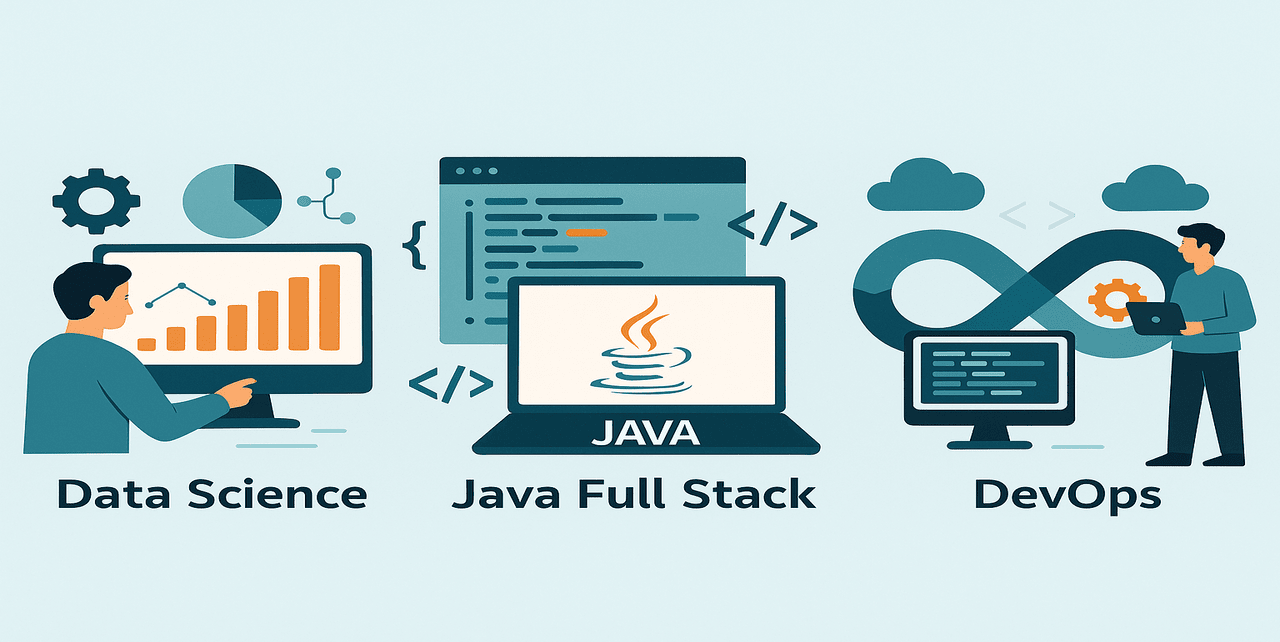 {
</>
</>
< >
JAVA
Data Science
Java Full Stack
DevOps